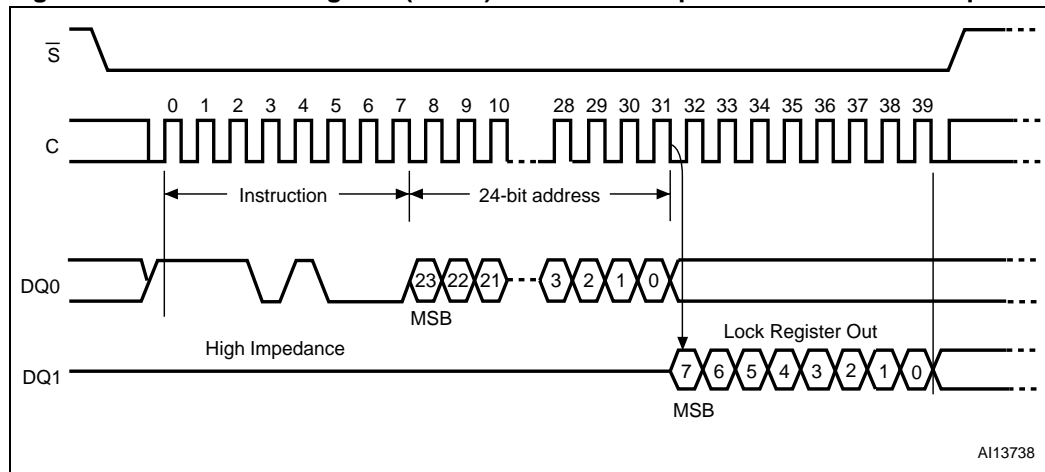 S
0 1 2 3 4 5 6 7 8 9 10 28 29 30 31 32 33 34 35 36 37 38 39
C
Instruction 24-bit address
DQ0 23 22 21 3 2 1 0
MSB
High Impedance Lock Register Out
DQ1 7 6 5 4 3 2 1 0
MSB
AI13738